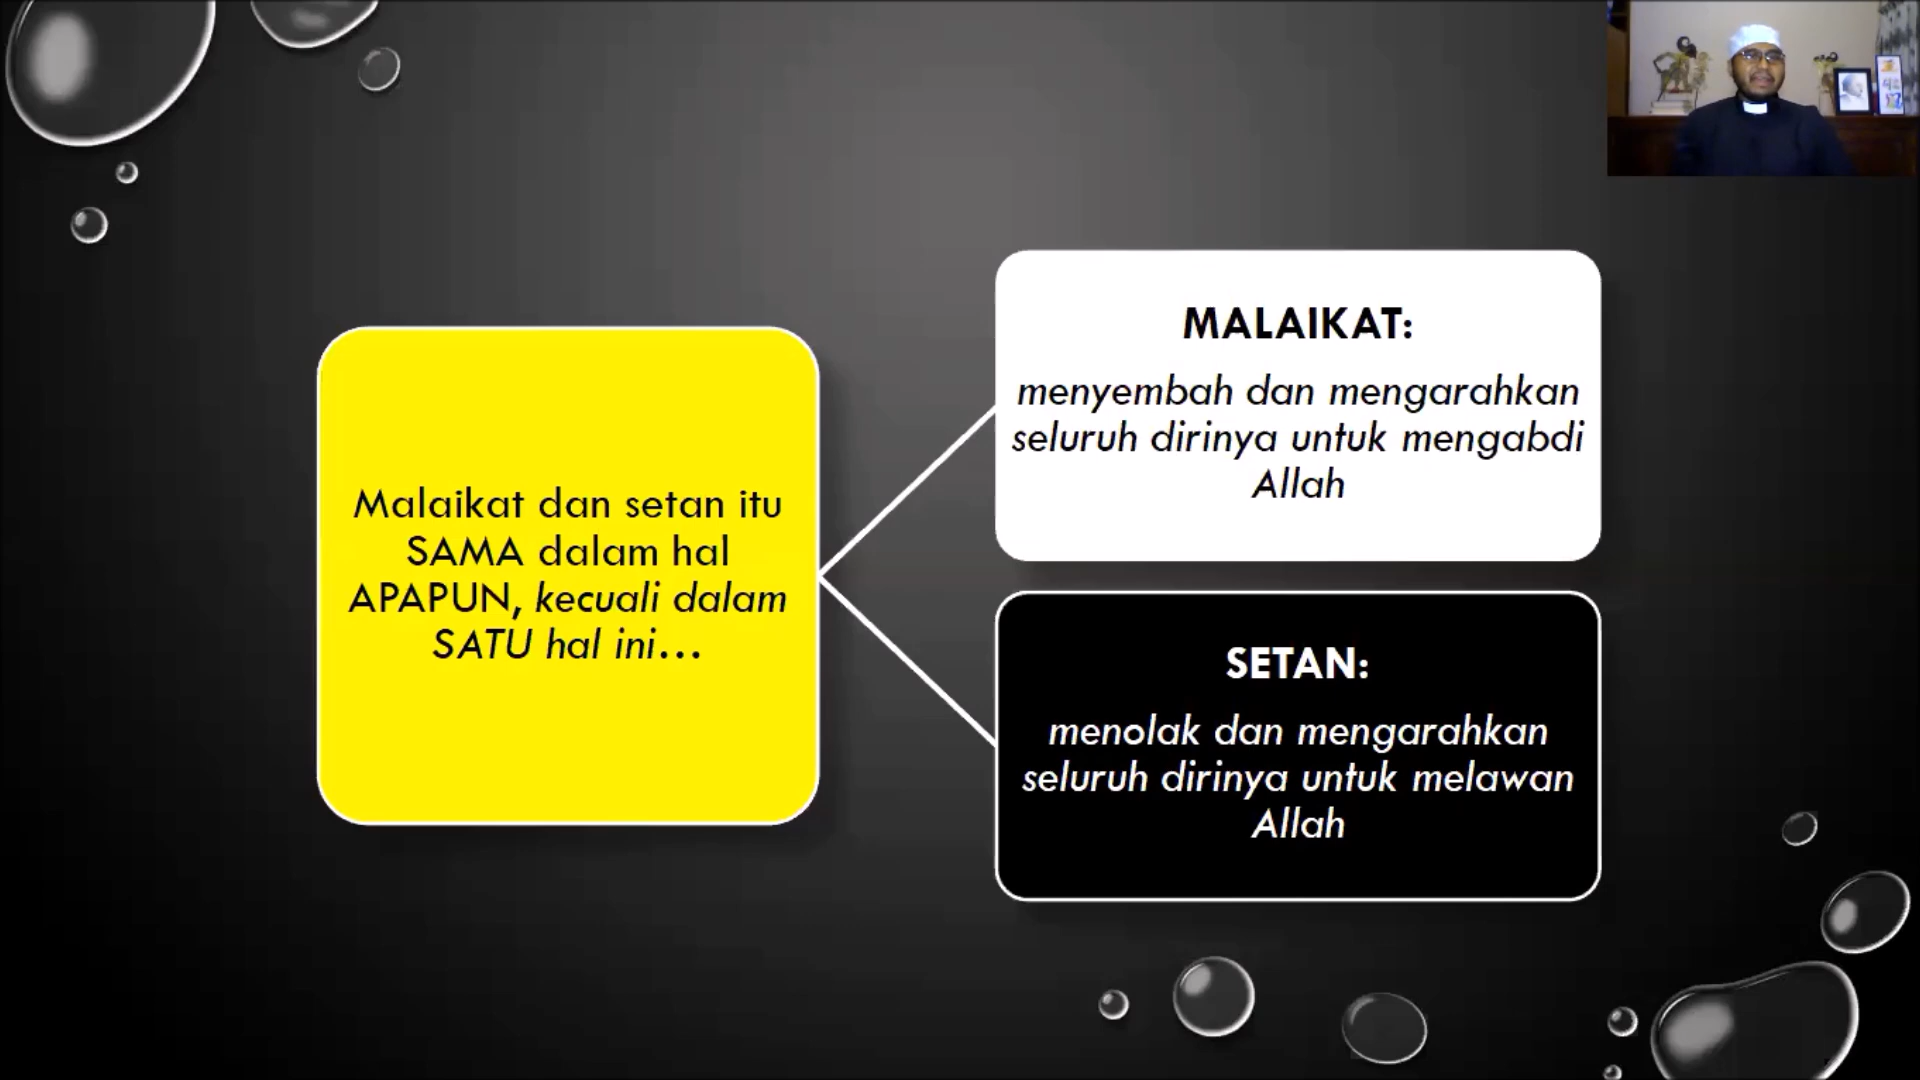 Malaikat dan setan itu
SAMA dalam hal
APAPUN, kecuali dalam
SATU hal ini...
MALAIKAT:
menyembah dan mengarahkan
seluruh dirinya untuk mengabdi
Allah
SETAN:
menolak dan mengarahkan
seluruh dirinya untuk melawan
Allah